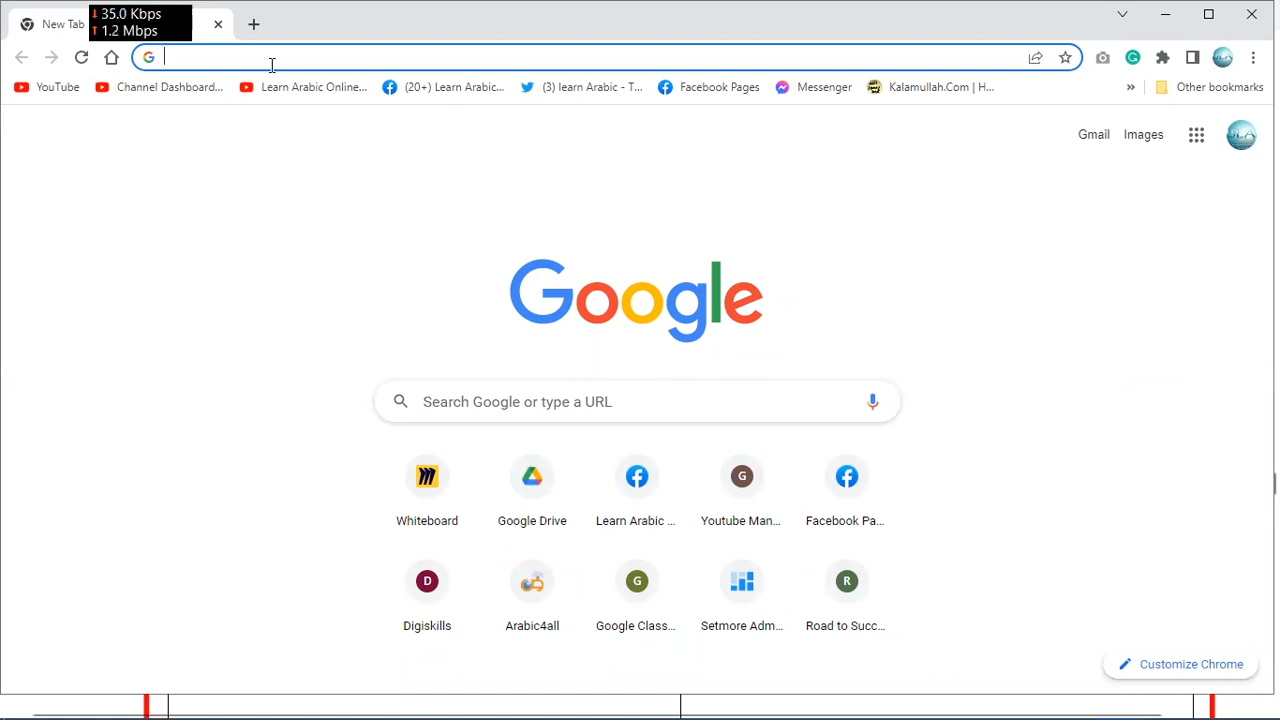 New Tab
35.0 Kbps
1.2 Mbps
YouTube
Channel Dashboard...
Learn Arabic Online...
(20+) Learn Arabic...
(3) learn Arabic - T...
Facebook Pages
Messenger
Kalamullah.Com | H...
»
Other bookmarks
Gmail
Images
Google
Search Google or type a URL
Whiteboard
Google Drive
Learn Arabic ...
G
Youtube Man...
Facebook Pa...
D
Digiskills
Arabic4all
G
Google Class...
Setmore Adm...
R
Road to Succ...
Customize Chrome